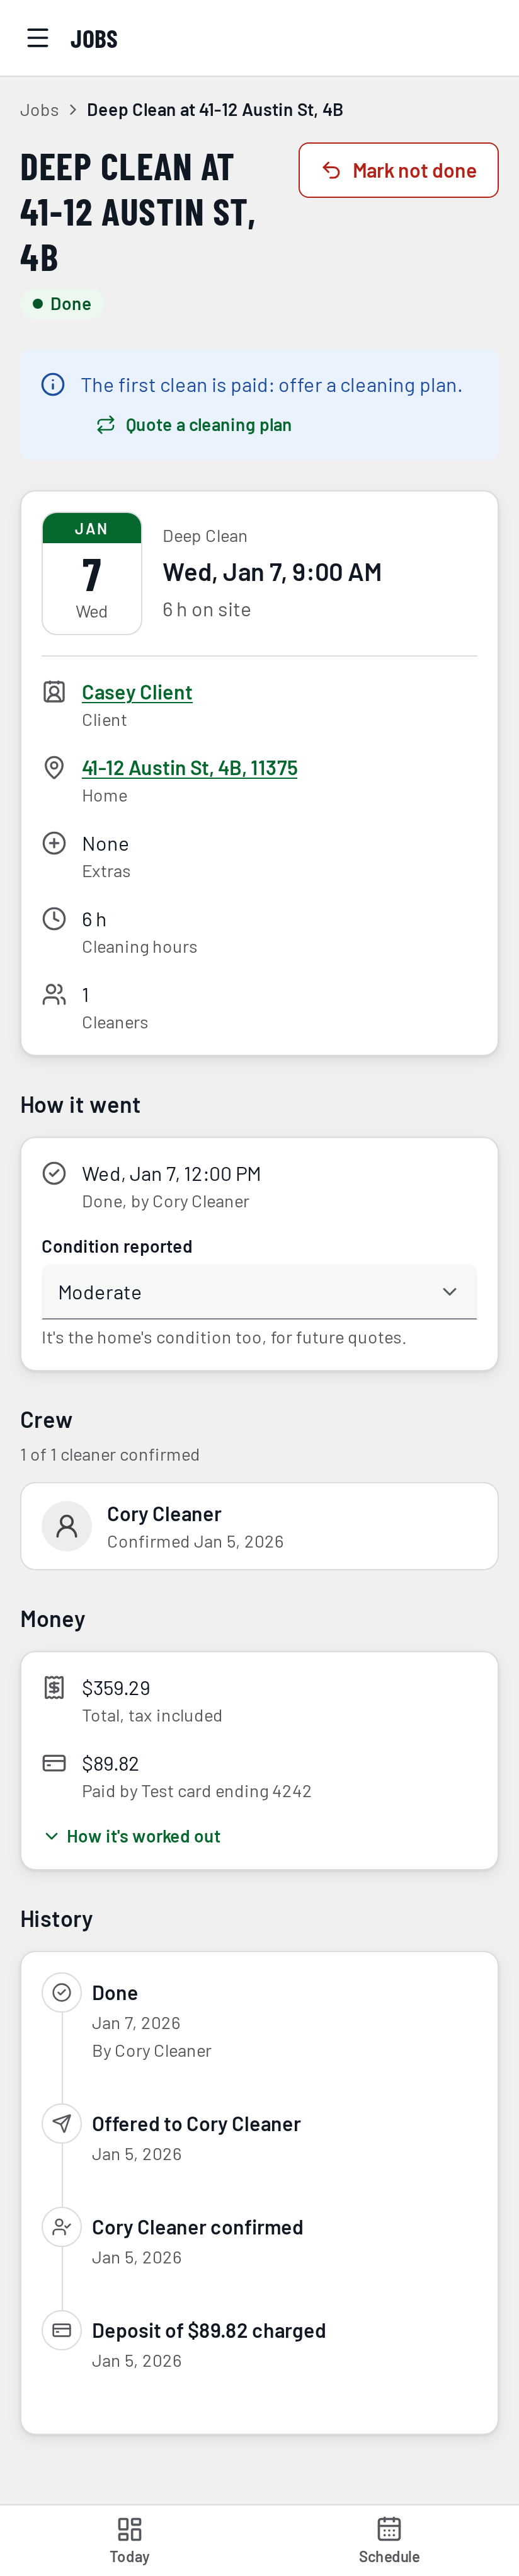 JOBS
Jobs > Deep Clean at 41-12 Austin St, 4B
DEEP CLEAN AT
41-12 AUSTIN ST,
4B
Mark not done
Done
The first clean is paid: offer a cleaning plan.
Quote a cleaning plan
JAN
7
Wed
Deep Clean
Wed, Jan 7, 9:00 AM
6 h on site
Casey Client
Client
41-12 Austin St, 4B, 11375
Home
None
Extras
6 h
Cleaning hours
1
Cleaners
How it went
Wed, Jan 7, 12:00 PM
Done, by Cory Cleaner
Condition reported
Moderate
It's the home's condition too, for future quotes.
Crew
1 of 1 cleaner confirmed
Cory Cleaner
Confirmed Jan 5, 2026
Money
$359.29
Total, tax included
$89.82
Paid by Test card ending 4242
How it's worked out
History
Done
Jan 7, 2026
By Cory Cleaner
Offered to Cory Cleaner
Jan 5, 2026
Cory Cleaner confirmed
Jan 5, 2026
Deposit of $89.82 charged
Jan 5, 2026
Today
Schedule